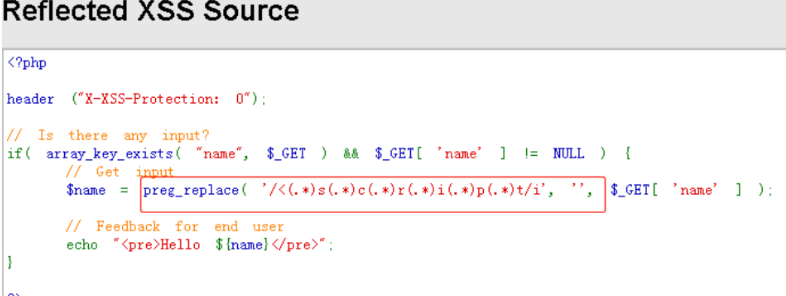 Reflected XSS Source
<?php
header ("X-XSS-Protection: 0");
// Is there any input?
if( array_key_exists( "name", $_GET ) && $_GET[ 'name' ] != NULL ) {
// Get input
$name = preg_replace( '/<(.*)s(.*)c(.*)r(.*)i(.*)p(.*)t/i', '', $_GET[ 'name' ] );
// Feedback for end user
echo "<pre>Hello ${name}</pre>";
}